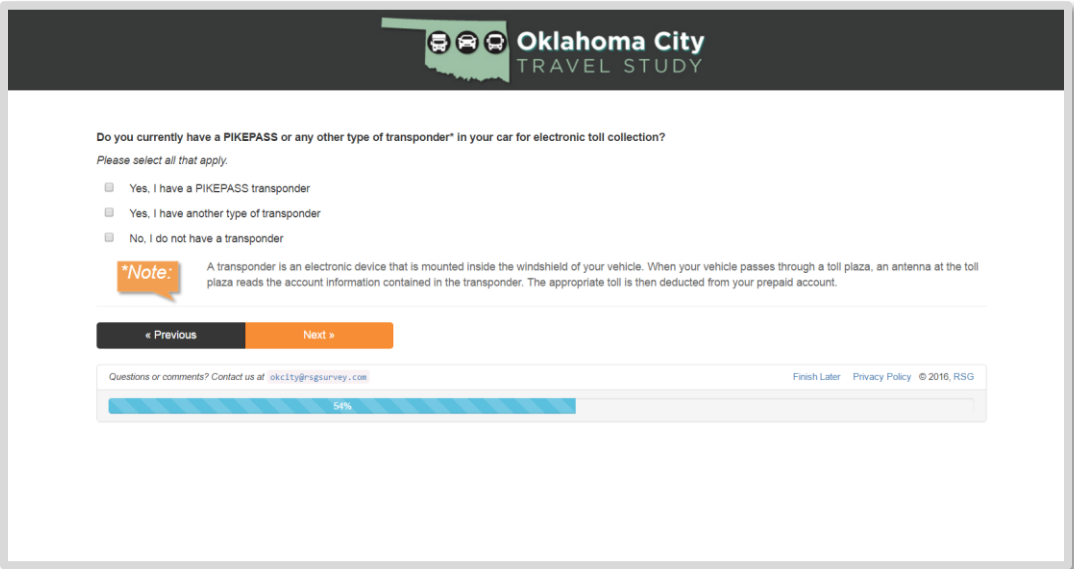 Oklahoma City
TRAVEL STUDY
Do you currently have a PIKEPASS or any other type of transponder* in your car for electronic toll collection?
Please select all that apply.
Yes, I have a PIKEPASS transponder
Yes, I have another type of transponder
No, I do not have a transponder
*Note:
A transponder is an electronic device that is mounted inside the windshield of your vehicle. When your vehicle passes through a toll plaza, an antenna at the toll
plaza reads the account information contained in the transponder. The appropriate toll is then deducted from your prepaid account.
« Previous Next »
Questions or comments? Contact us at okcity@rsgsurvey.com Finish Later Privacy Policy © 2016, RSG
54%